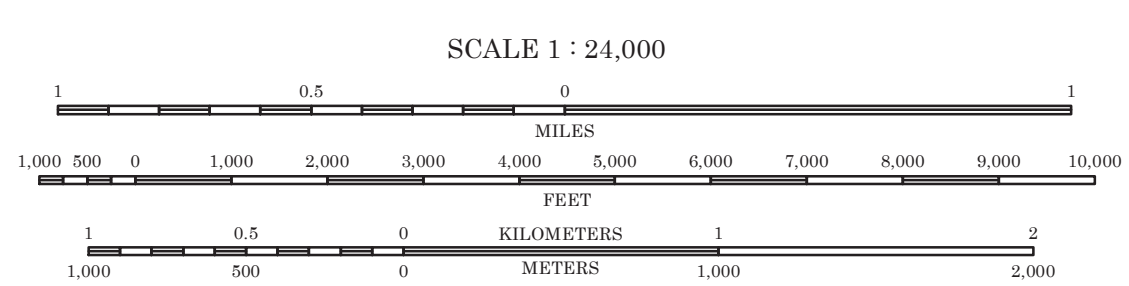 SCALE 1 : 24,000
1 0.5 0 1
MILES
1,000 500 0 1,000 2,000 3,000 4,000 5,000 6,000 7,000 8,000 9,000 10,000
FEET
1 0.5 0 KILOMETERS 1 2
1,000 500 0 METERS 1,000 2,000